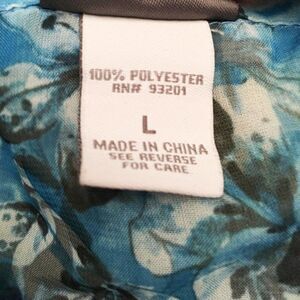 100% POLYESTER
RN# 93201
L
MADE IN CHINA
SEE REVERSE
FOR CARE